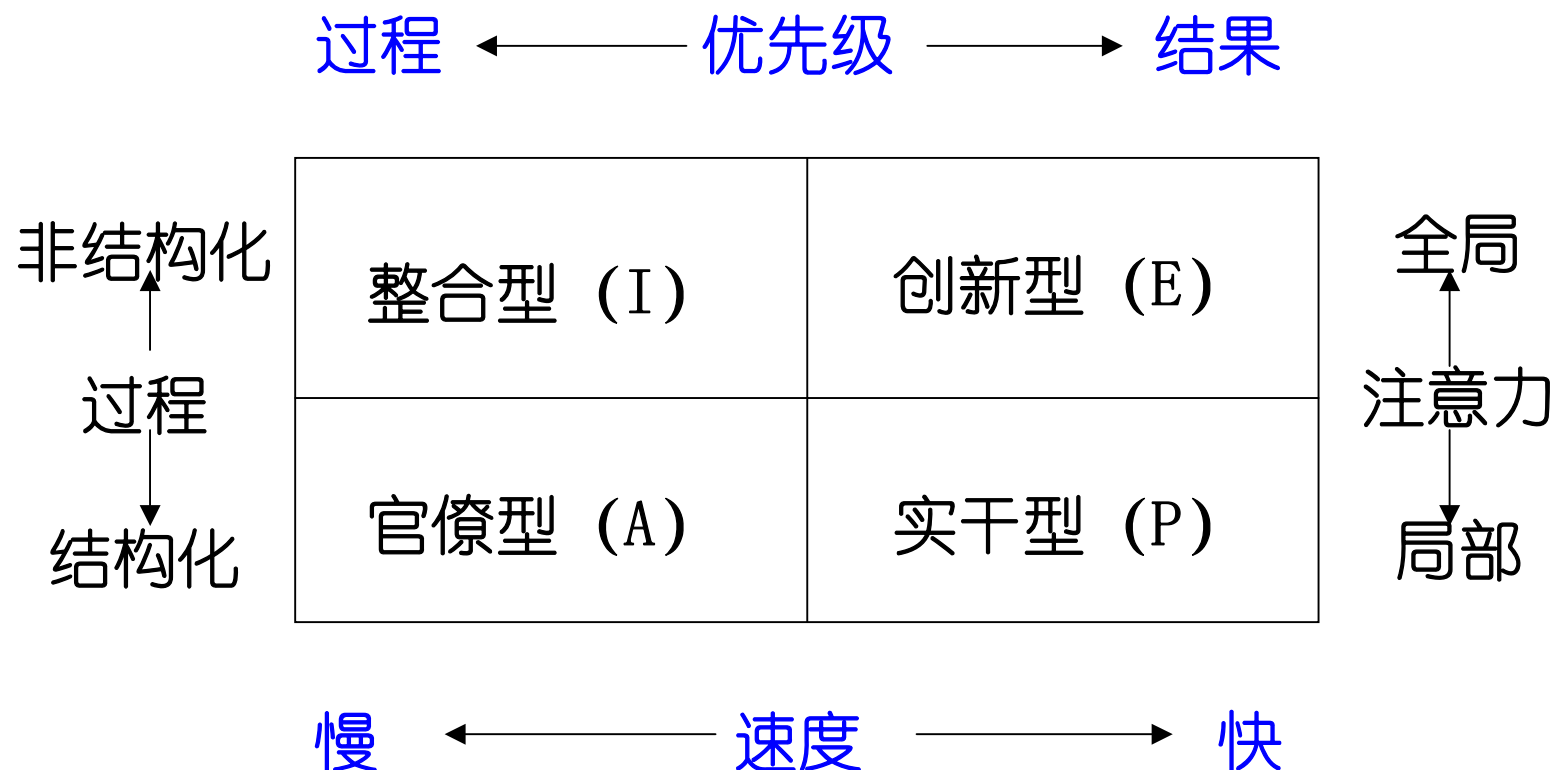 过程 优先级 结果
非结构化 全局
整合型 (I) 创新型 (E)
过程 注意力
官僚型 (A) 实干型 (P)
结构化 局部
慢 速度 快